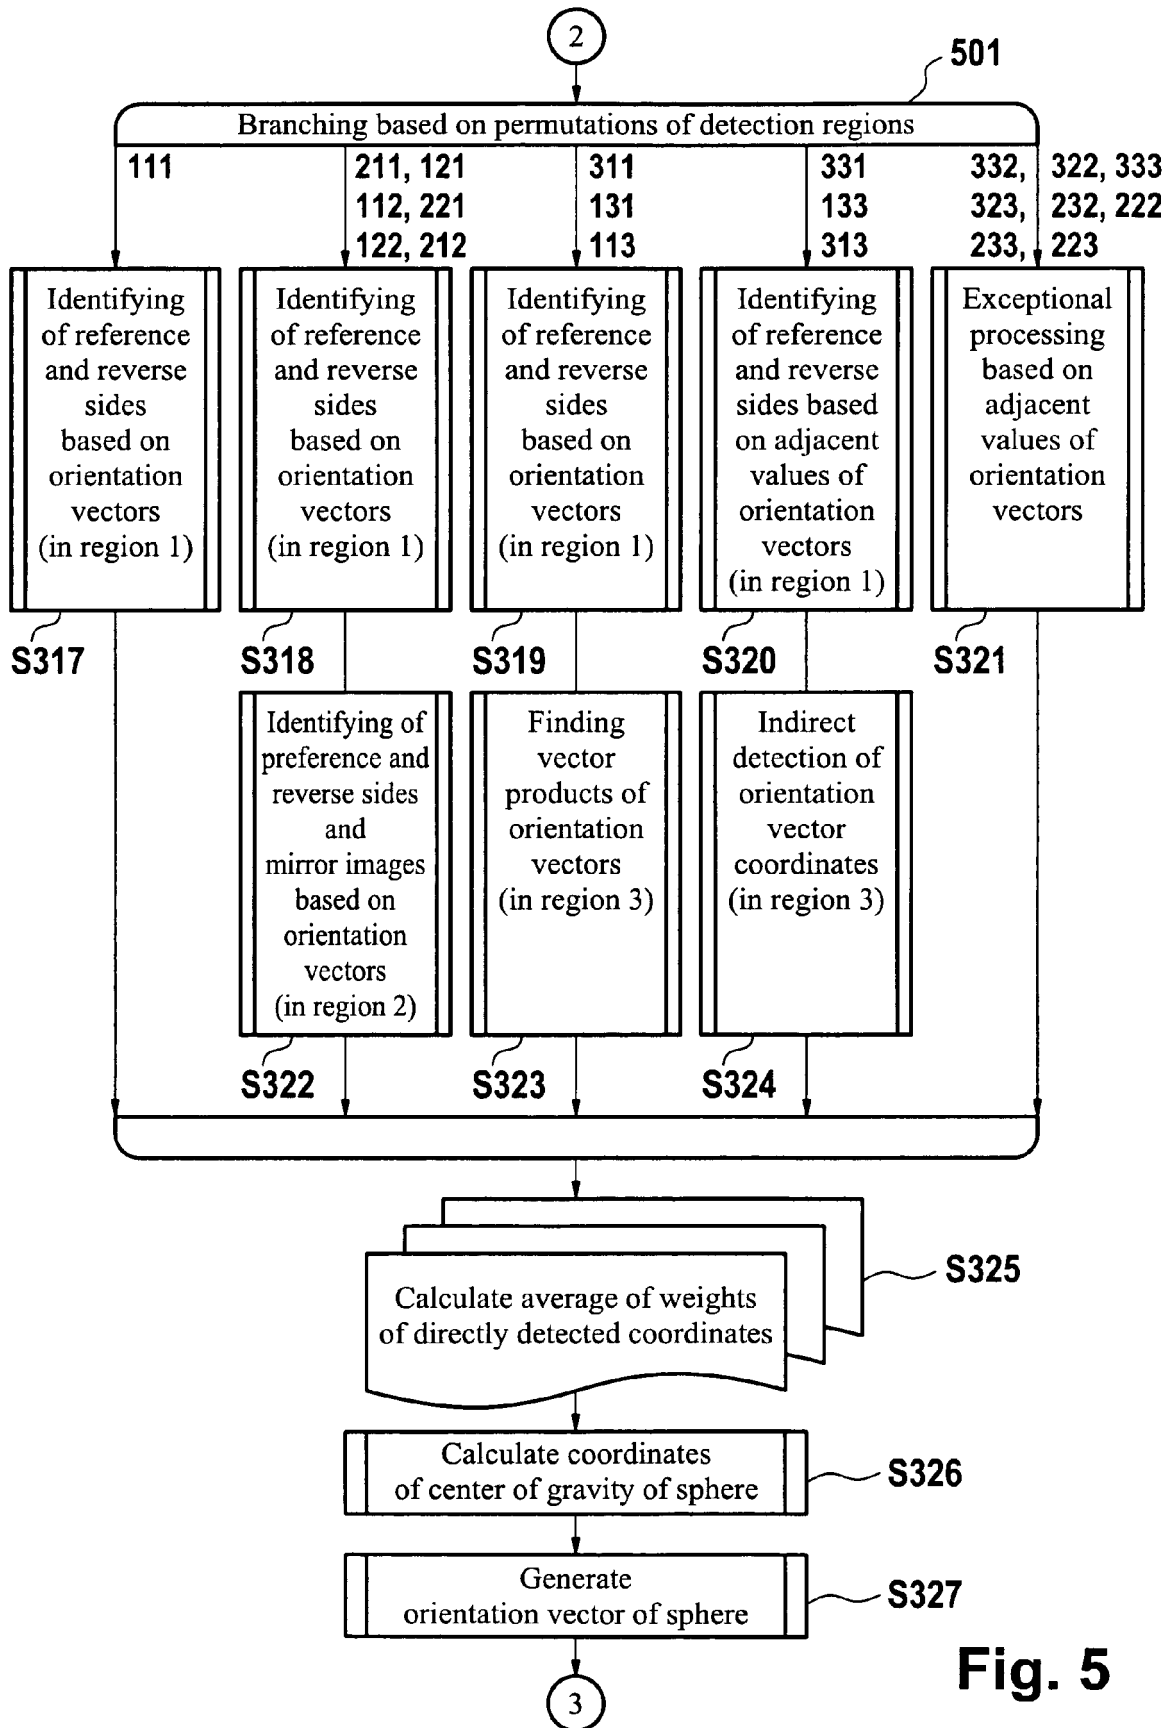 2
501
Branching based on permutations of detection regions
111
211, 121
112, 221
122, 212
311
131
113
331
133
313
332, 322, 333
323, 232, 222
233, 223
Identifying
of reference
and reverse
sides
based on
orientation
vectors
(in region 1)
S317
Identifying
of reference
and reverse
sides
based on
orientation
vectors
(in region 1)
S318
Identifying
of reference
and reverse
sides
based on
orientation
vectors
(in region 1)
S319
Identifying
of reference
and reverse
sides based
on adjacent
values of
orientation
vectors
(in region 1)
S320
Exceptional
processing
based on
adjacent
values of
orientation
vectors
S321
Identifying of
preference and
reverse sides
and
mirror images
based on
orientation
vectors
(in region 2)
S322
Finding
vector
products of
orientation
vectors
(in region 3)
S323
Indirect
detection of
orientation
vector
coordinates
(in region 3)
S324
Calculate average of weights
of directly detected coordinates
S325
Calculate coordinates
of center of gravity of sphere
S326
Generate
orientation vector of sphere
S327
3
Fig. 5